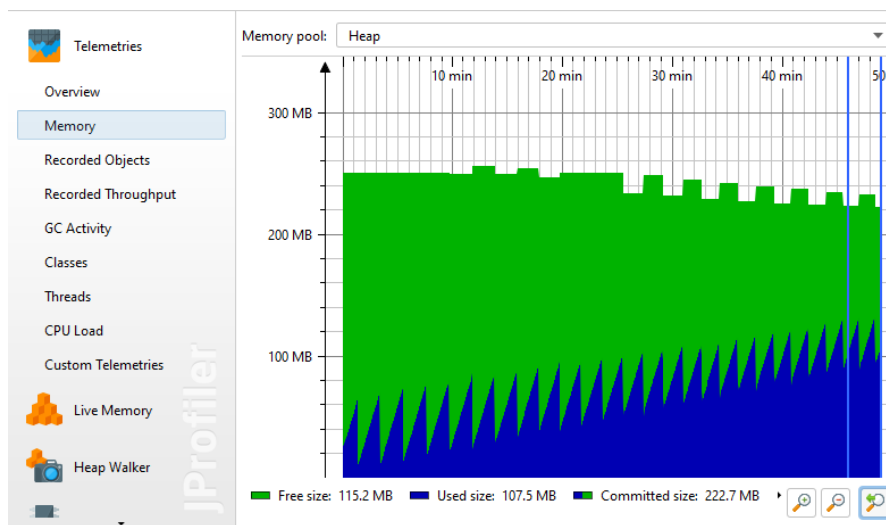 Telemetries
Overview
Memory
Recorded Objects
Recorded Throughput
GC Activity
Classes
Threads
CPU Load
Custom Telemetries
Live Memory
Heap Walker
JProfiler
Memory pool: Heap
10 min 20 min 30 min 40 min 50
300 MB
200 MB
100 MB
Free size: 115.2 MB Used size: 107.5 MB Committed size: 222.7 MB